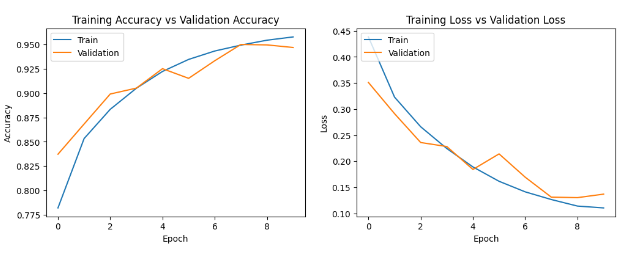 Training Accuracy vs Validation Accuracy
Train
Validation
0.950
0.925
0.900
0.875
0.850
0.825
0.800
0.775
Accuracy
0
2
4
6
8
Epoch
Training Loss vs Validation Loss
Train
Validation
0.45
0.40
0.35
0.30
0.25
0.20
0.15
0.10
Loss
0
2
4
6
8
Epoch